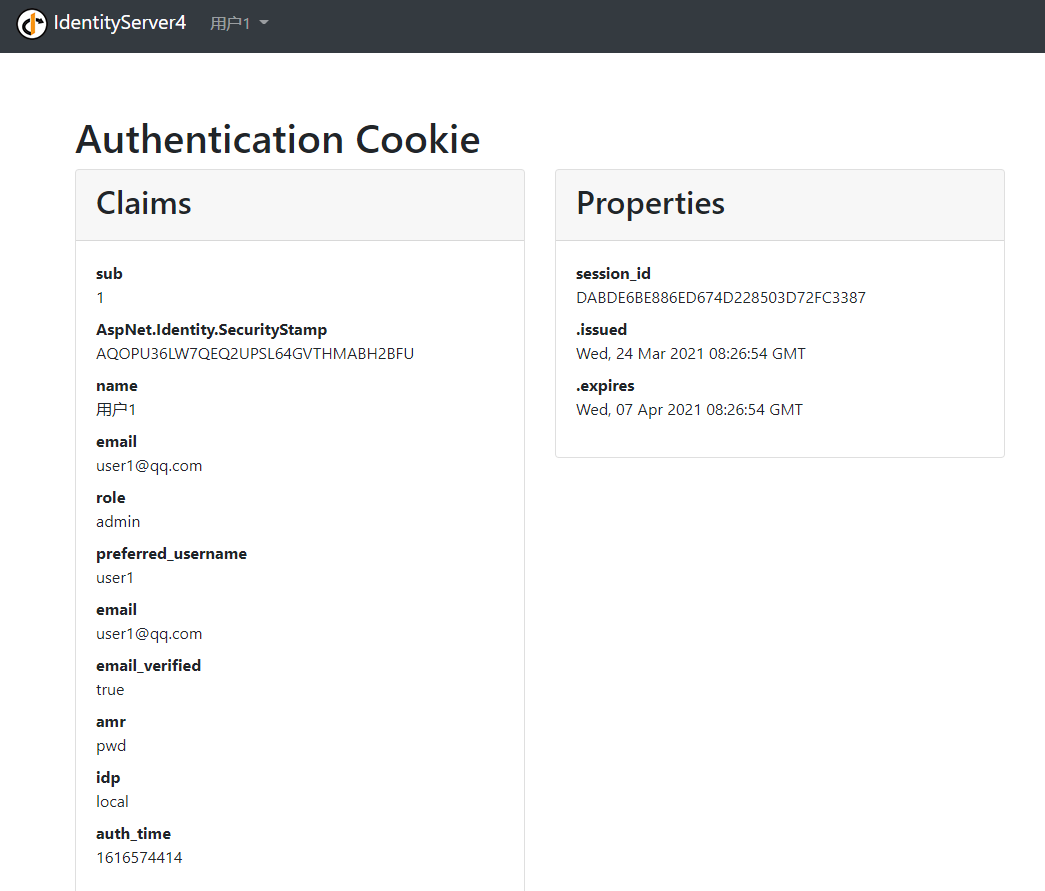 IdentityServer4 用户1
Authentication Cookie
Claims
sub
1
AspNet.Identity.SecurityStamp
AQOPU36LW7QEQ2UPSL64GVTHMABH2BFU
name
用户1
email
user1@qq.com
role
admin
preferred_username
user1
email
user1@qq.com
email_verified
true
amr
pwd
idp
local
auth_time
1616574414
Properties
session_id
DABDE6BE886ED674D228503D72FC3387
.issued
Wed, 24 Mar 2021 08:26:54 GMT
.expires
Wed, 07 Apr 2021 08:26:54 GMT